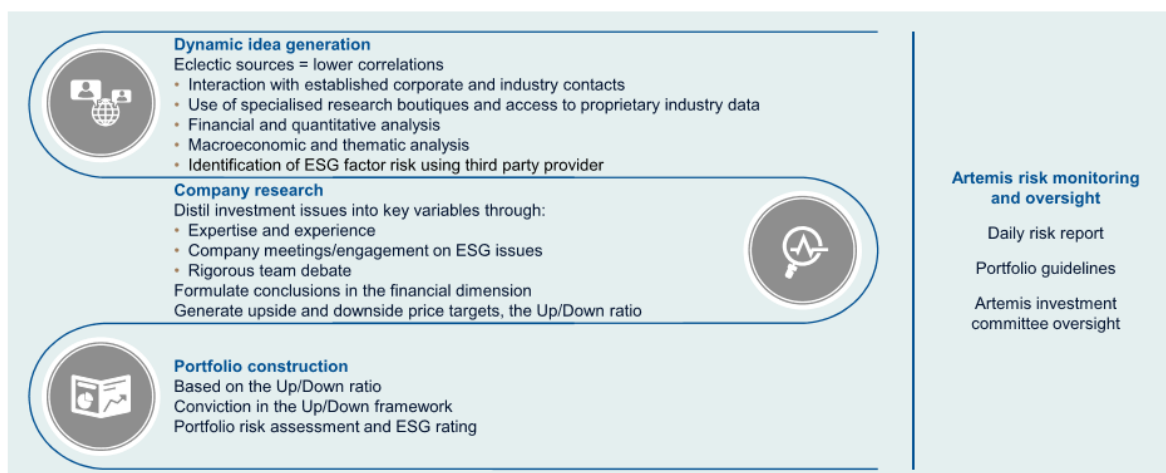 Dynamic idea generation
Eclectic sources = lower correlations
• Interaction with established corporate and industry contacts
• Use of specialised research boutiques and access to proprietary industry data
• Financial and quantitative analysis
• Macroeconomic and thematic analysis
• Identification of ESG factor risk using third party provider
Company research
Distil investment issues into key variables through:
• Expertise and experience
• Company meetings/engagement on ESG issues
• Rigorous team debate
Formulate conclusions in the financial dimension
Generate upside and downside price targets, the Up/Down ratio
Portfolio construction
Based on the Up/Down ratio
Conviction in the Up/Down framework
Portfolio risk assessment and ESG rating
Artemis risk monitoring
and oversight
Daily risk report
Portfolio guidelines
Artemis investment
committee oversight